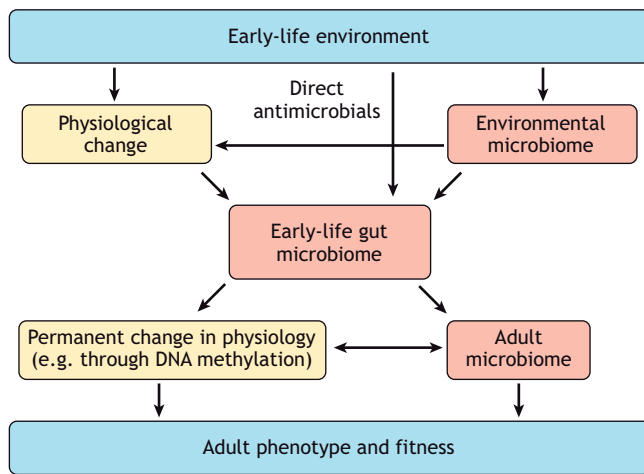 Early-life environment
Direct
antimicrobials
Physiological
change
Environmental
microbiome
Early-life gut
microbiome
Permanent change in physiology
(e.g. through DNA methylation)
Adult
microbiome
Adult phenotype and fitness